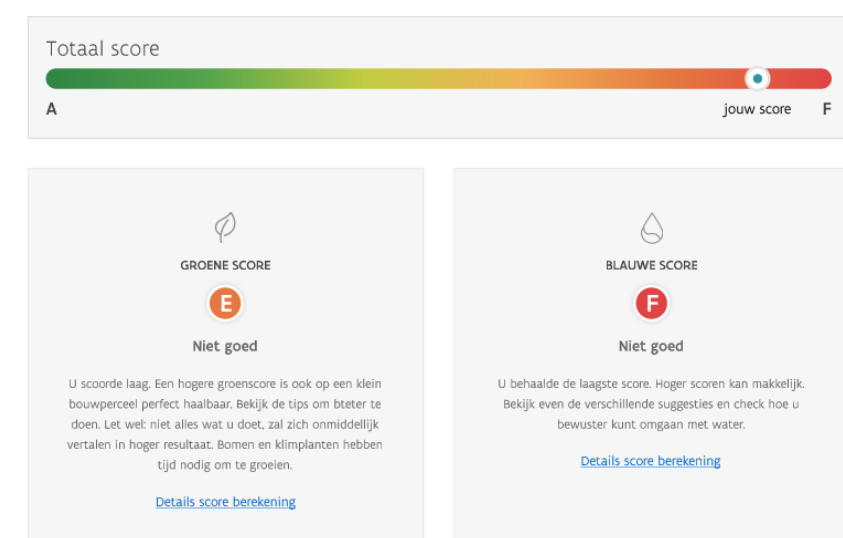 Totaal score
A
jouw score
F
GROENE SCORE
E
Niet goed
U scoorde laag. Een hogere groenscore is ook op een klein
bouwperceel perfect haalbaar. Bekijk de tips om bteter te
doen. Let wel: niet alles wat u doet, zal zich onmiddellijk
vertalen in hoger resultaat. Bomen en klimplanten hebben
tijd nodig om te groeien.
Details score berekening
BLAUWE SCORE
F
Niet goed
U behaalde de laagste score. Hoger scoren kan makkelijk.
Bekijk even de verschillende suggesties en check hoe u
bewuster kunt omgaan met water.
Details score berekening